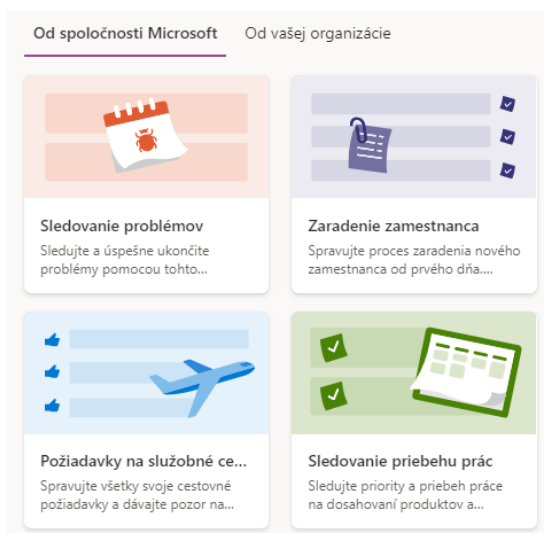 Od spoločnosti Microsoft Od vašej organizácie
Sledovanie problémov
Sledujte a úspešne ukončite
problémy pomocou tohto...
Zaradenie zamestnanca
Spravujte proces zaradenia nového
zamestnanca od prvého dňa....
Požiadavky na služobné ce...
Spravujte všetky svoje cestovné
požiadavky a dávajte pozor na...
Sledovanie priebehu prác
Sledujte priority a priebeh práce
na dosahovaní produktov a...